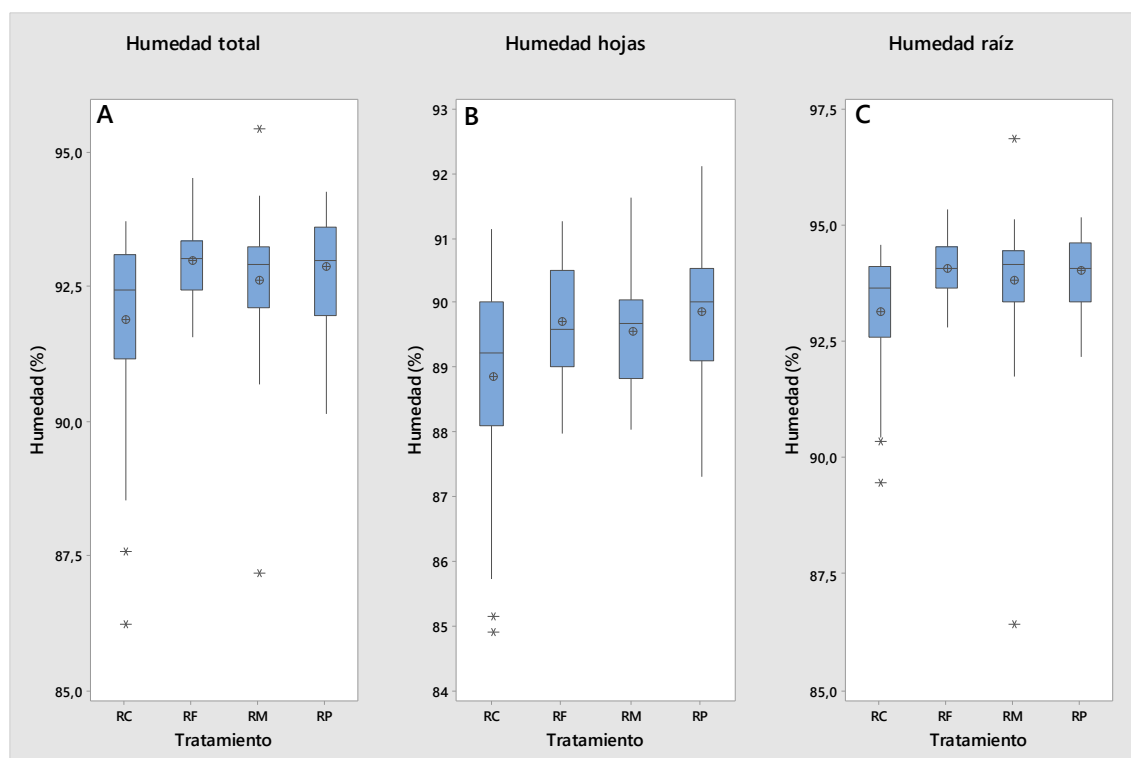 Humedad total
Humedad hojas
Humedad raíz
A
95,0
92,5
90,0
87,5
85,0
Humedad (%)
RC RF RM RP
Tratamiento
B
93
92
91
90
89
88
87
86
85
84
Humedad (%)
RC RF RM RP
Tratamiento
C
97,5
95,0
92,5
90,0
87,5
85,0
Humedad (%)
RC RF RM RP
Tratamiento